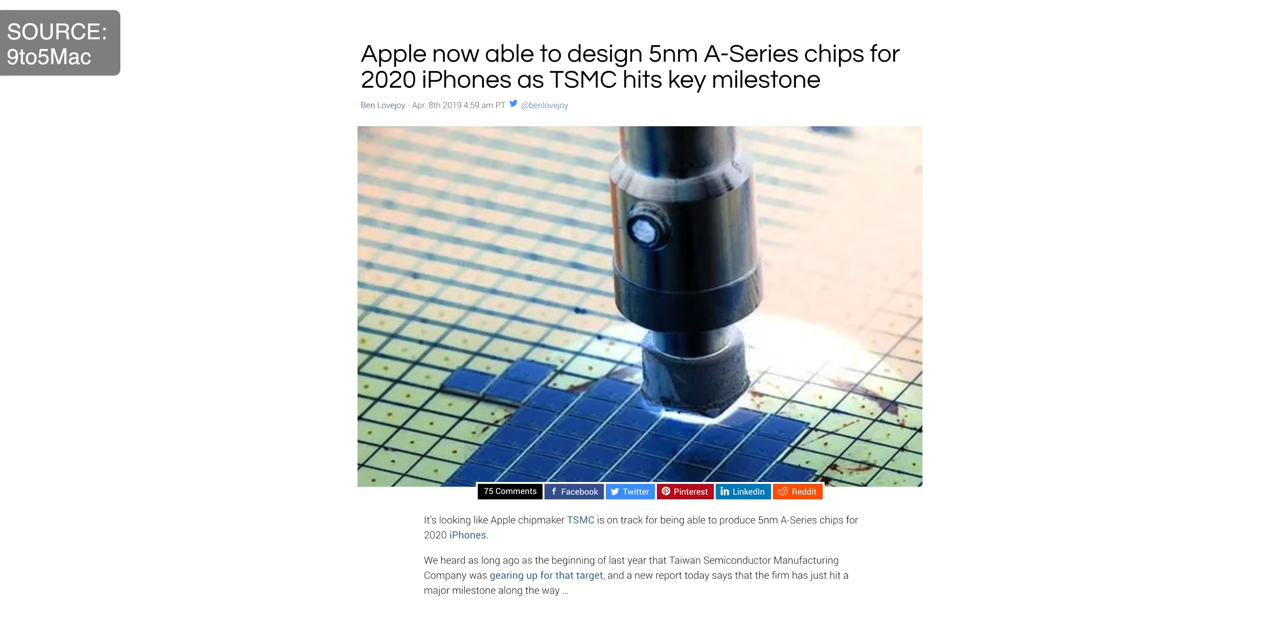 SOURCE:
9to5Mac
Apple now able to design 5nm A-Series chips for
2020 iPhones as TSMC hits key milestone
Ben Lovejoy - Apr. 8th 2019 4:59 am PT @benlovejoy
75 Comments Facebook Twitter Pinterest LinkedIn Reddit
It's looking like Apple chipmaker TSMC is on track for being able to produce 5nm A-Series chips for
2020 iPhones.
We heard as long ago as the beginning of last year that Taiwan Semiconductor Manufacturing
Company was gearing up for that target, and a new report today says that the firm has just hit a
major milestone along the way ...